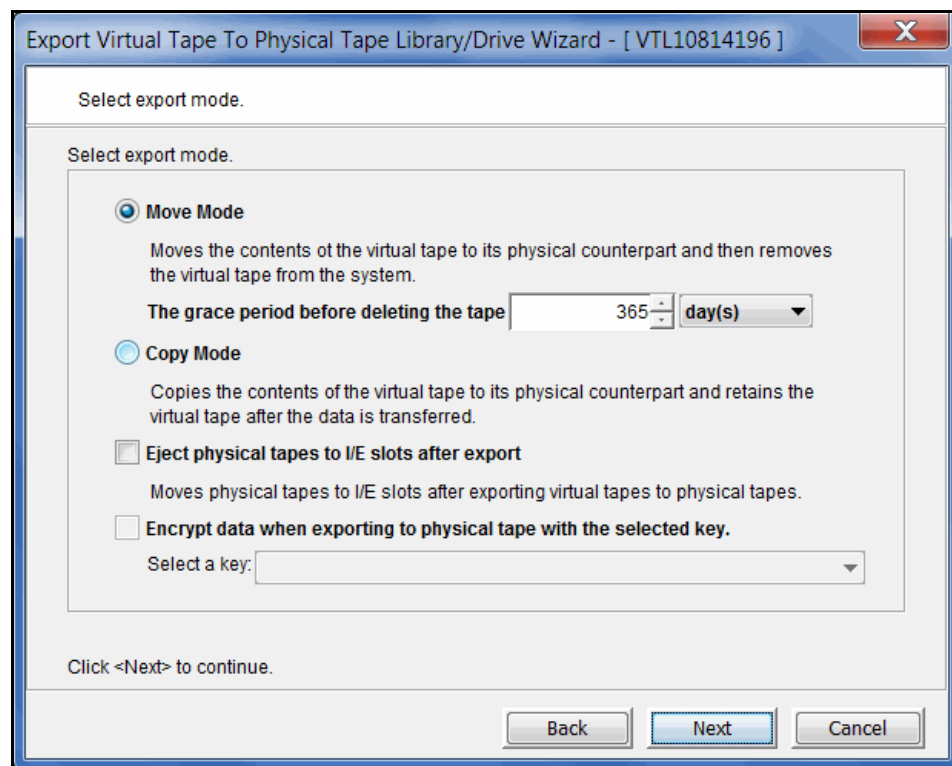 Export Virtual Tape To Physical Tape Library/Drive Wizard - [ VTL10814196 ]
X
Select export mode.
Select export mode.
Move Mode
Moves the contents ot the virtual tape to its physical counterpart and then removes
the virtual tape from the system.
The grace period before deleting the tape 365 day(s)
Copy Mode
Copies the contents of the virtual tape to its physical counterpart and retains the
virtual tape after the data is transferred.
Eject physical tapes to I/E slots after export
Moves physical tapes to I/E slots after exporting virtual tapes to physical tapes.
Encrypt data when exporting to physical tape with the selected key.
Select a key:
Click <Next> to continue.
Back Next Cancel